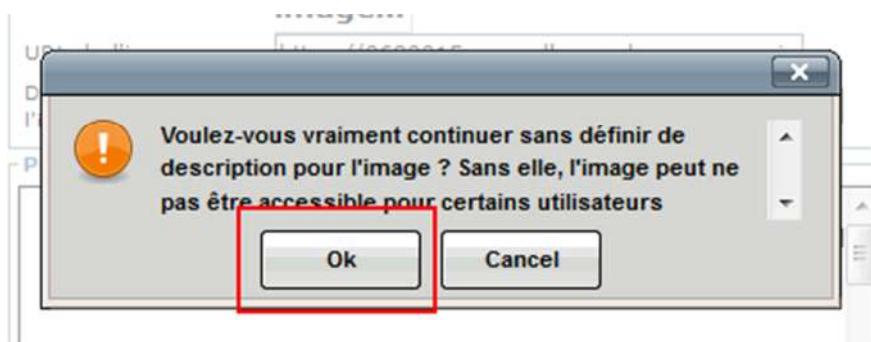 Voulez-vous vraiment continuer sans définir de
description pour l'image ? Sans elle, l'image peut ne
pas être accessible pour certains utilisateurs
Ok
Cancel